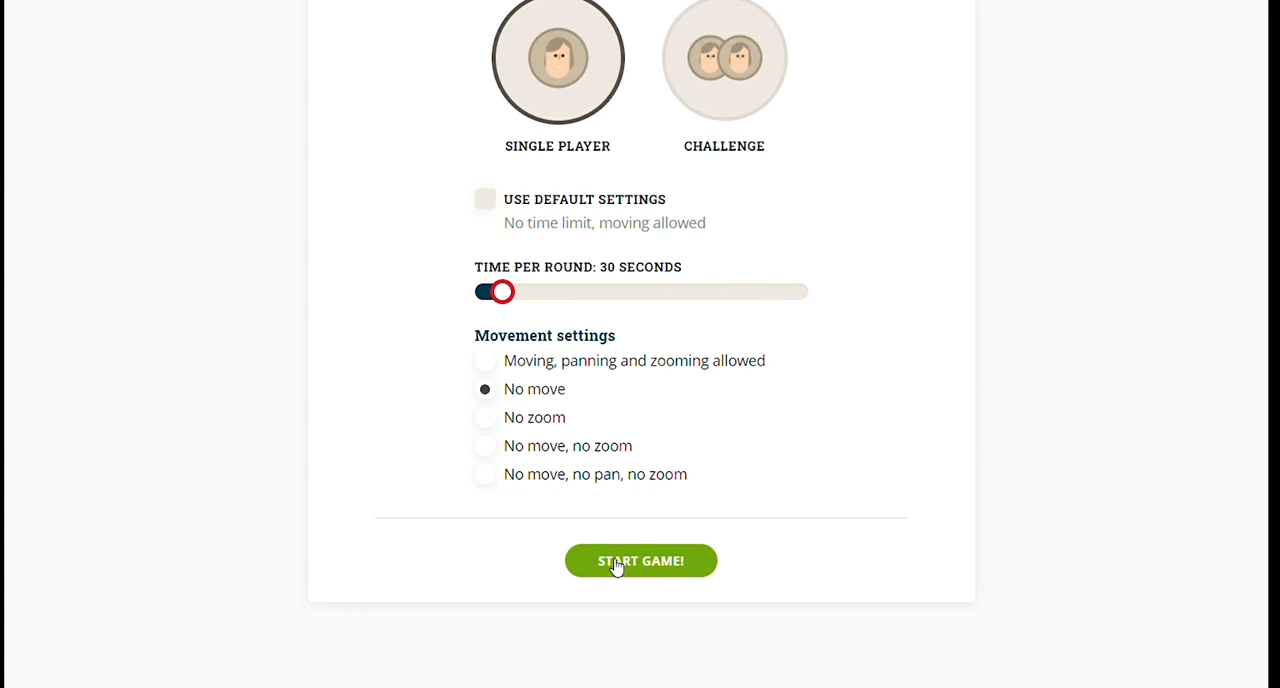 SINGLE PLAYER CHALLENGE
USE DEFAULT SETTINGS
No time limit, moving allowed
TIME PER ROUND: 30 SECONDS
Movement settings
Moving, panning and zooming allowed
No move
No zoom
No move, no zoom
No move, no pan, no zoom
START GAME!